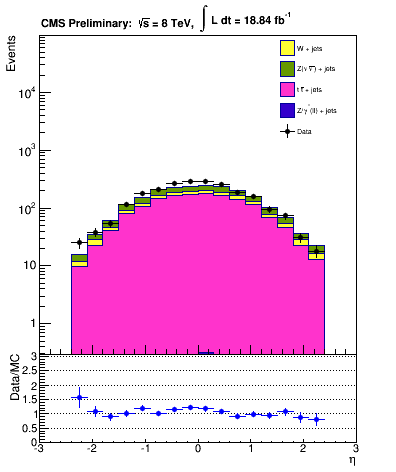 CMS Preliminary: √s = 8 TeV, ∫ L dt = 18.84 fb⁻¹
Events
10⁴
10³
10²
10
1
W + jets
Z(ν ν̄) + jets
t t̄ + jets
Z/γ*(ll) + jets
Data
Data/MC
3
2.5
2
1.5
1
0.5
0
-3 -2 -1 0 1 2 3
η